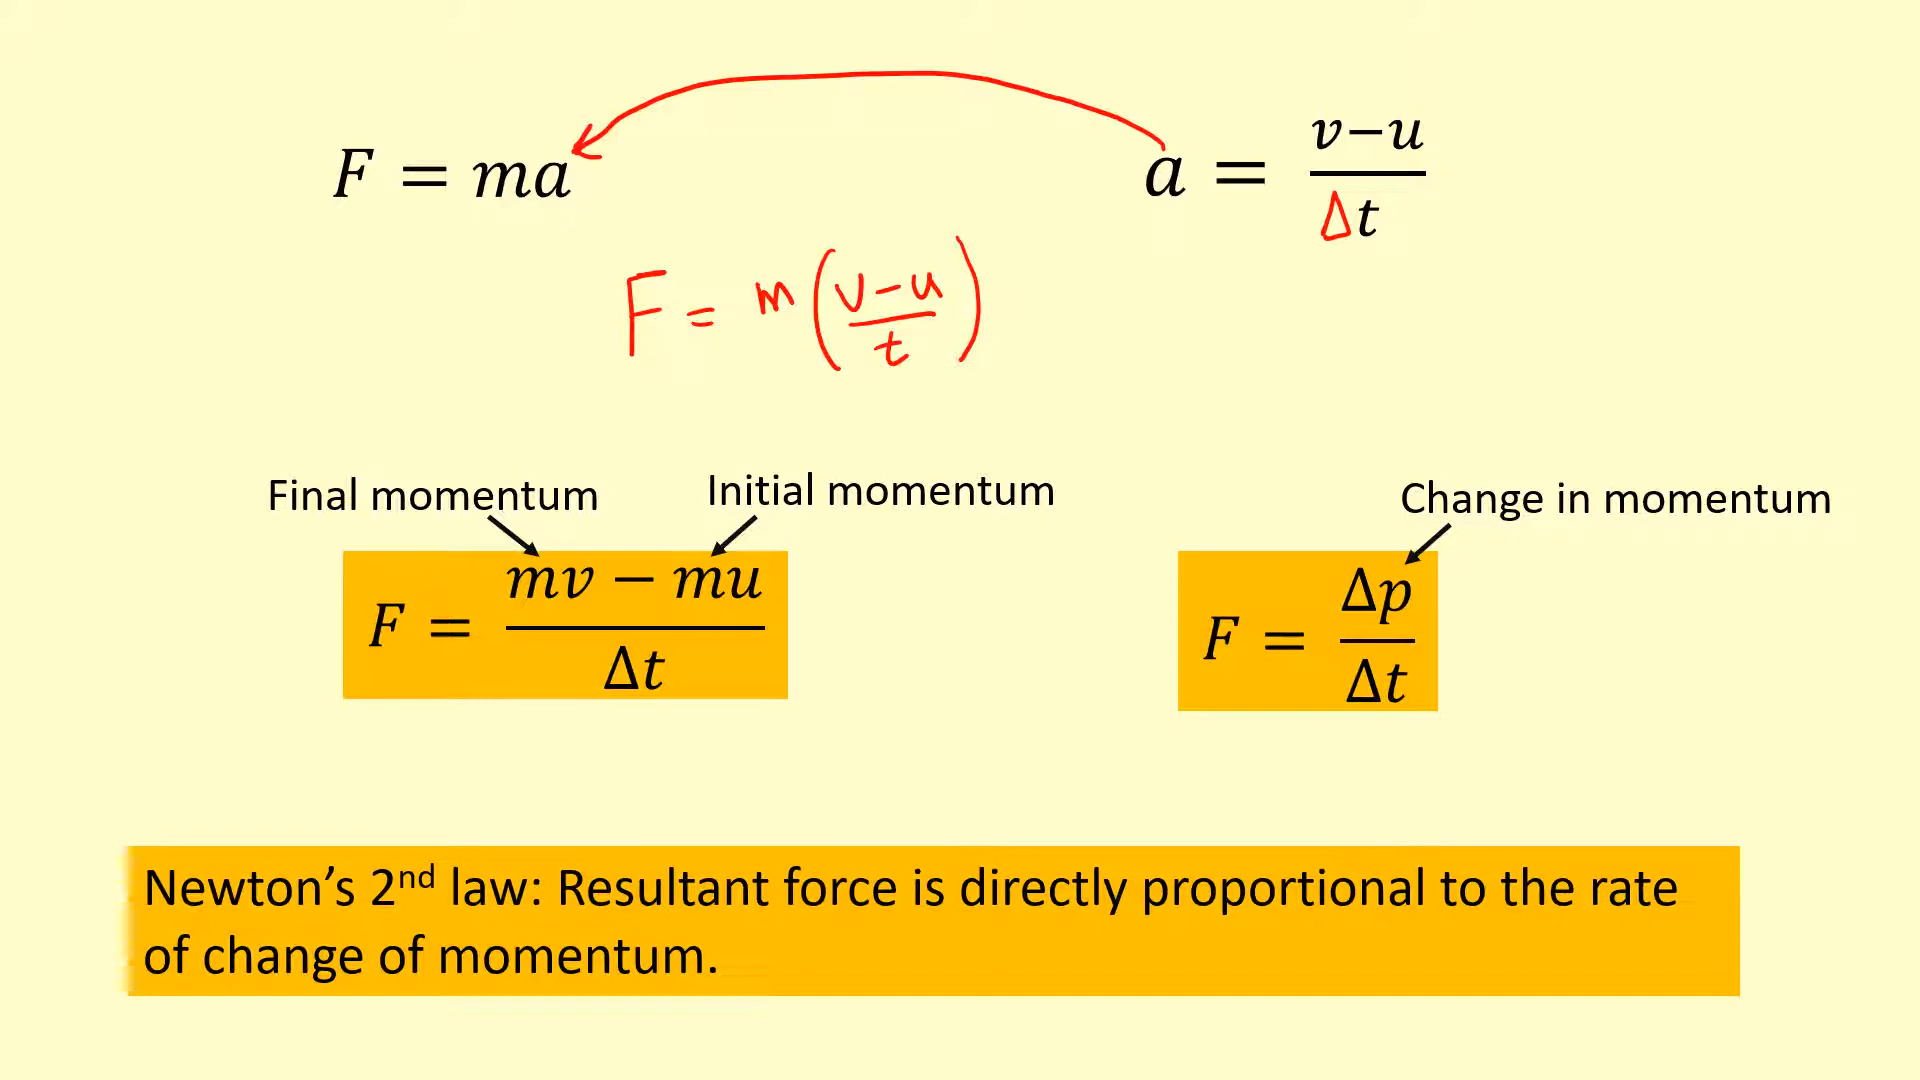 F = ma
a = v−u / Δt
F = m(v−u / t)
Final momentum
Initial momentum
Change in momentum
F = mv − mu / Δt
F = Δp / Δt
Newton’s 2nd law: Resultant force is directly proportional to the rate
of change of momentum.